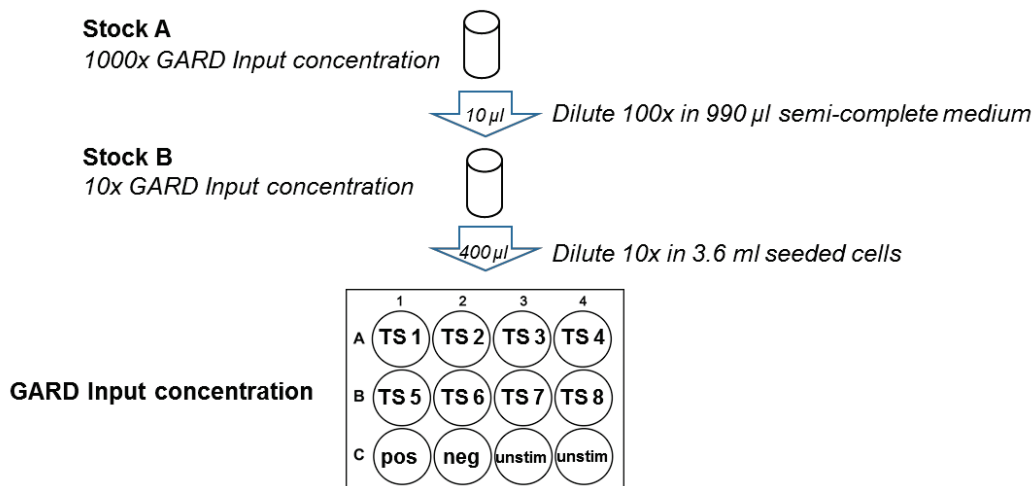 Stock A
1000x GARD Input concentration
10 µl
Dilute 100x in 990 µl semi-complete medium
Stock B
10x GARD Input concentration
400 µl
Dilute 10x in 3.6 ml seeded cells
1 2 3 4
A TS 1 TS 2 TS 3 TS 4
GARD Input concentration
B TS 5 TS 6 TS 7 TS 8
C pos neg unstim unstim